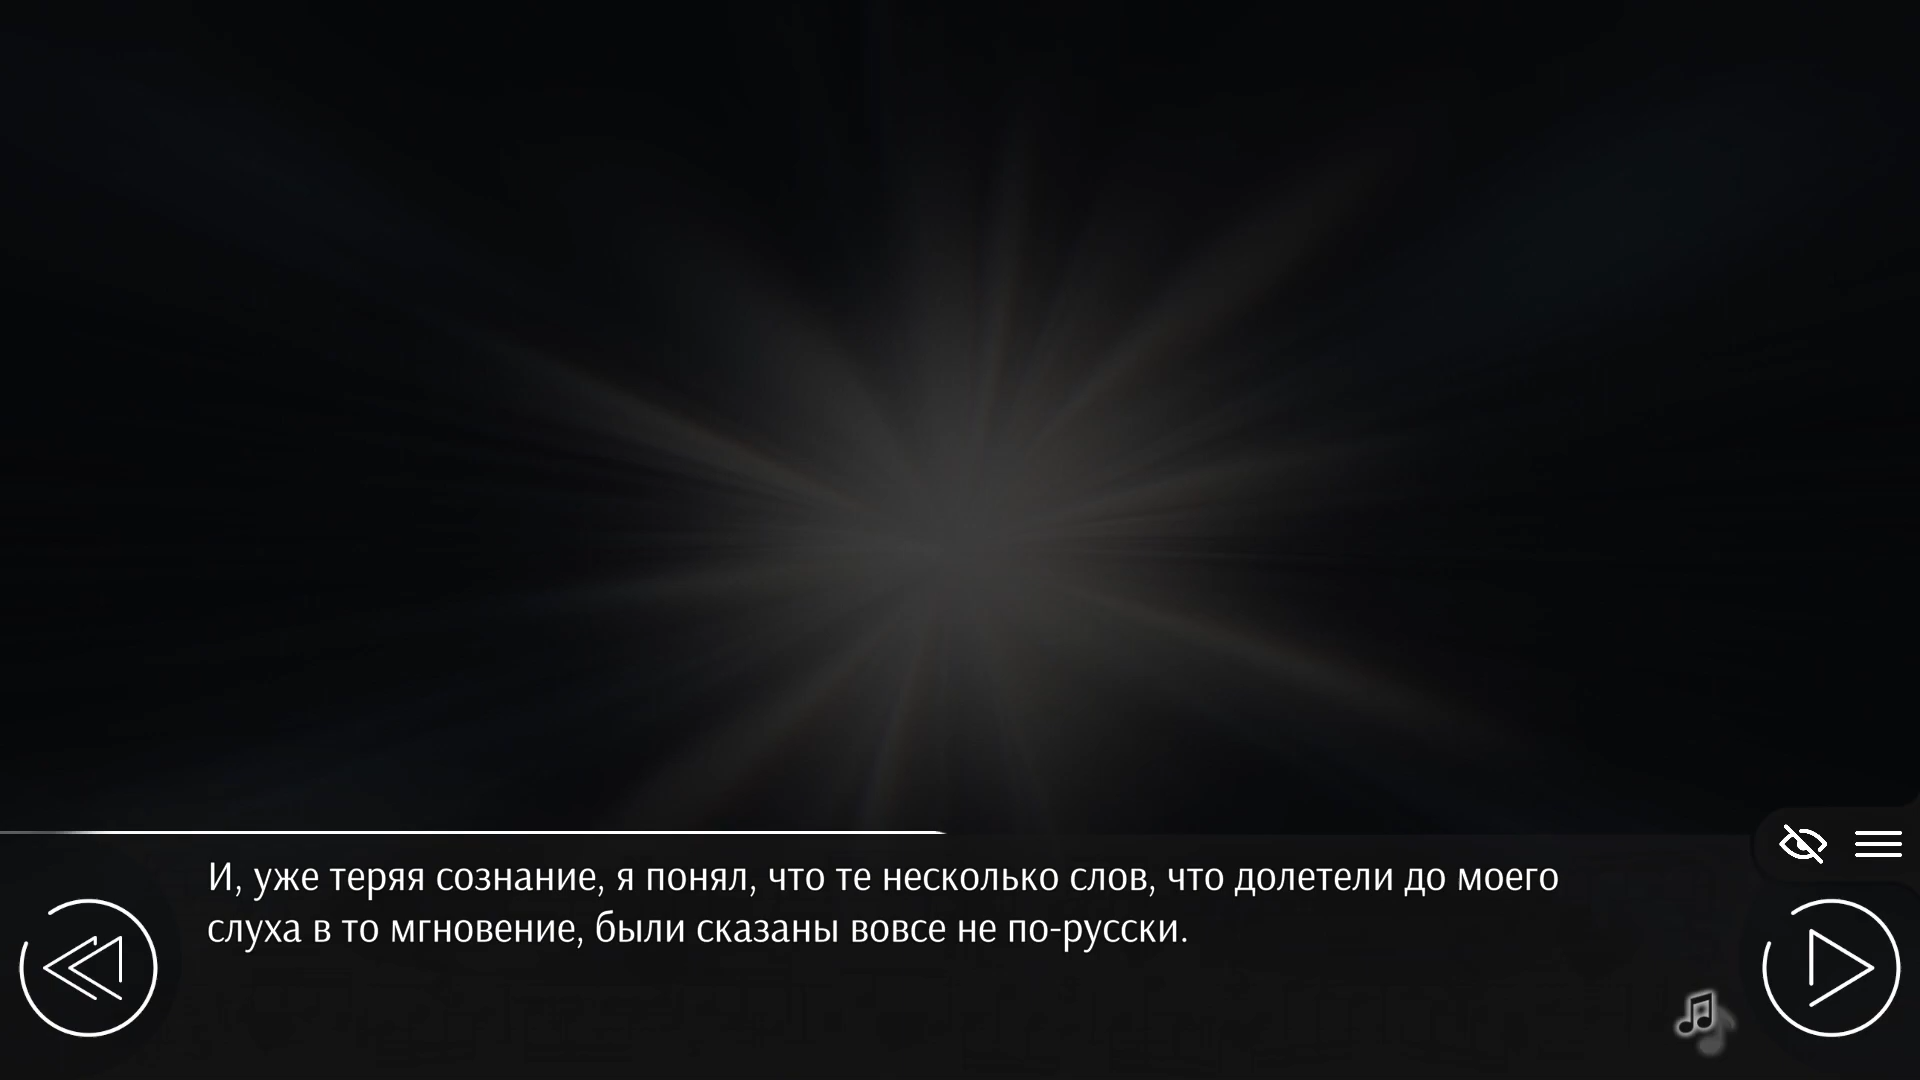 И, уже теряя сознание, я понял, что те несколько слов, что долетели до моего
слуха в то мгновение, были сказаны вовсе не по-русски.